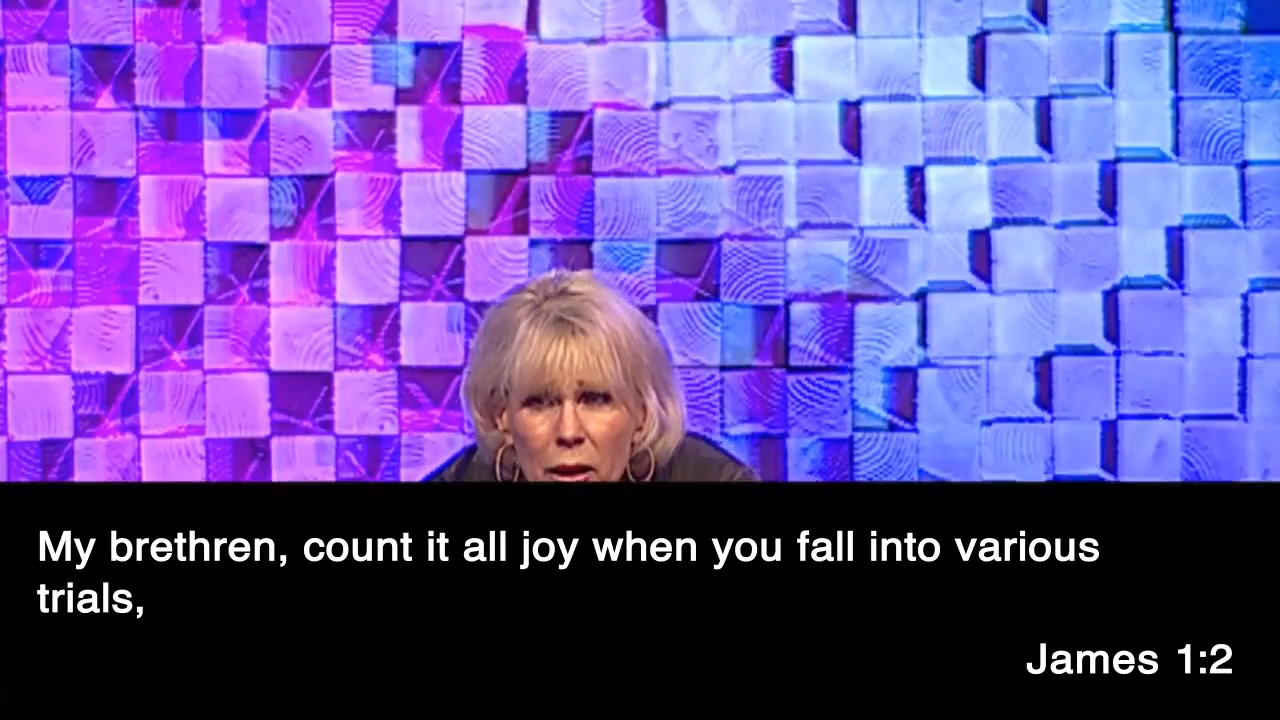 My brethren, count it all joy when you fall into various
trials,
James 1:2